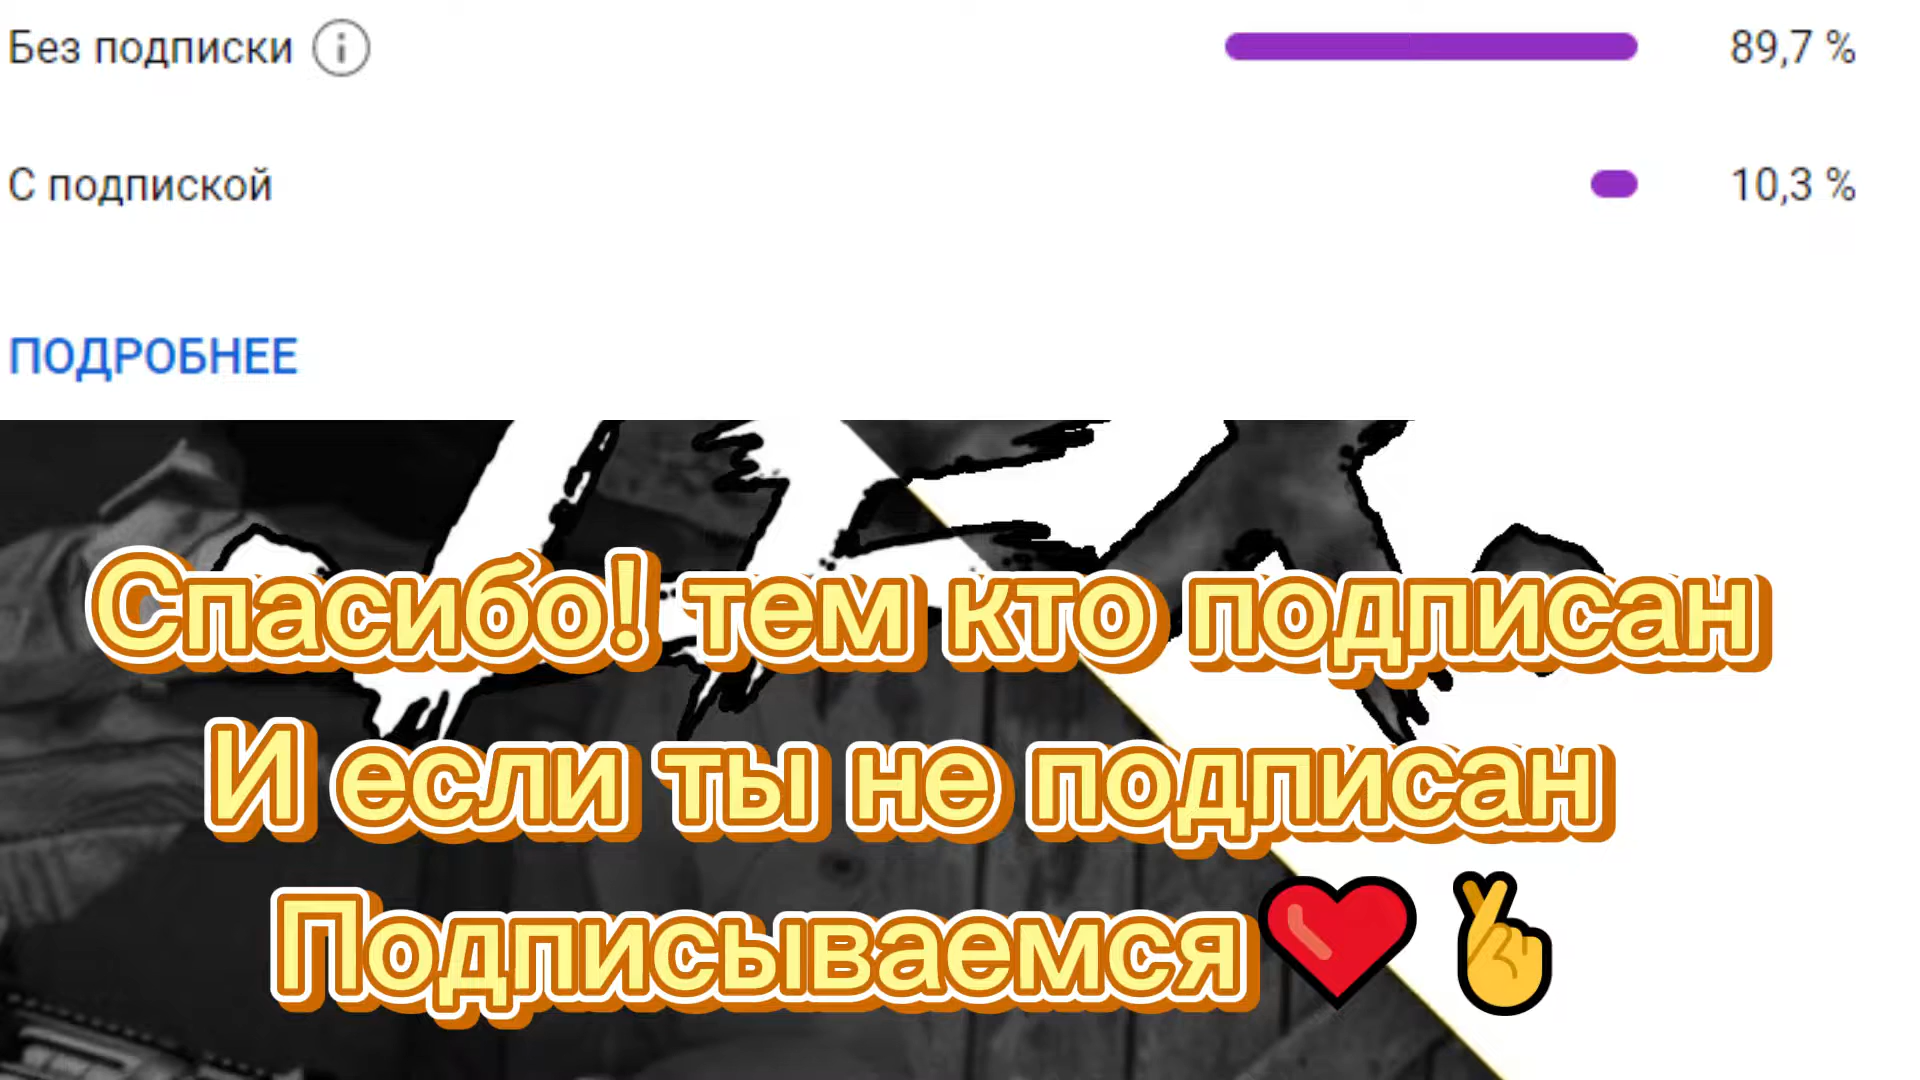 Без подписки 89,7 %
С подпиской 10,3 %
ПОДРОБНЕЕ
Спасибо! тем кто подписан
И если ты не подписан
Подписываемся